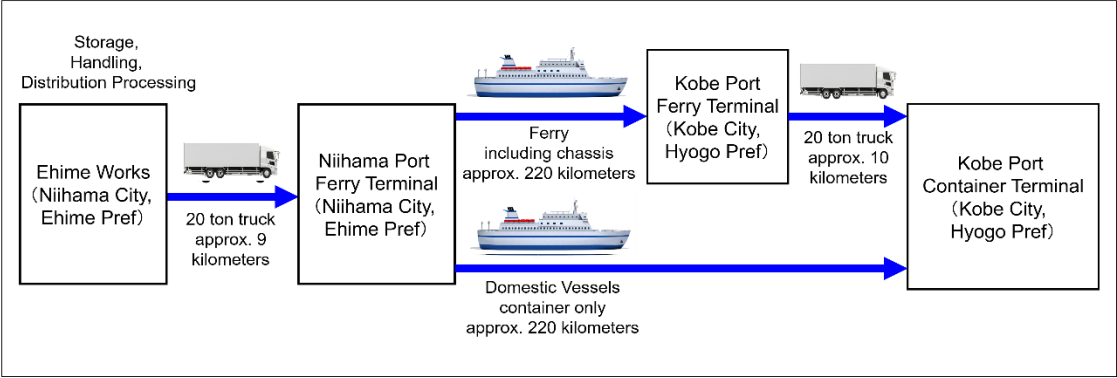 Storage,
Handling,
Distribution Processing
Ehime Works
（Niihama City,
Ehime Pref）
20 ton truck
approx. 9
kilometers
Niihama Port
Ferry Terminal
（Niihama City,
Ehime Pref）
Ferry
including chassis
approx. 220 kilometers
Kobe Port
Ferry Terminal
（Kobe City,
Hyogo Pref）
20 ton truck
approx. 10
kilometers
Domestic Vessels
container only
approx. 220 kilometers
Kobe Port
Container Terminal
（Kobe City,
Hyogo Pref）